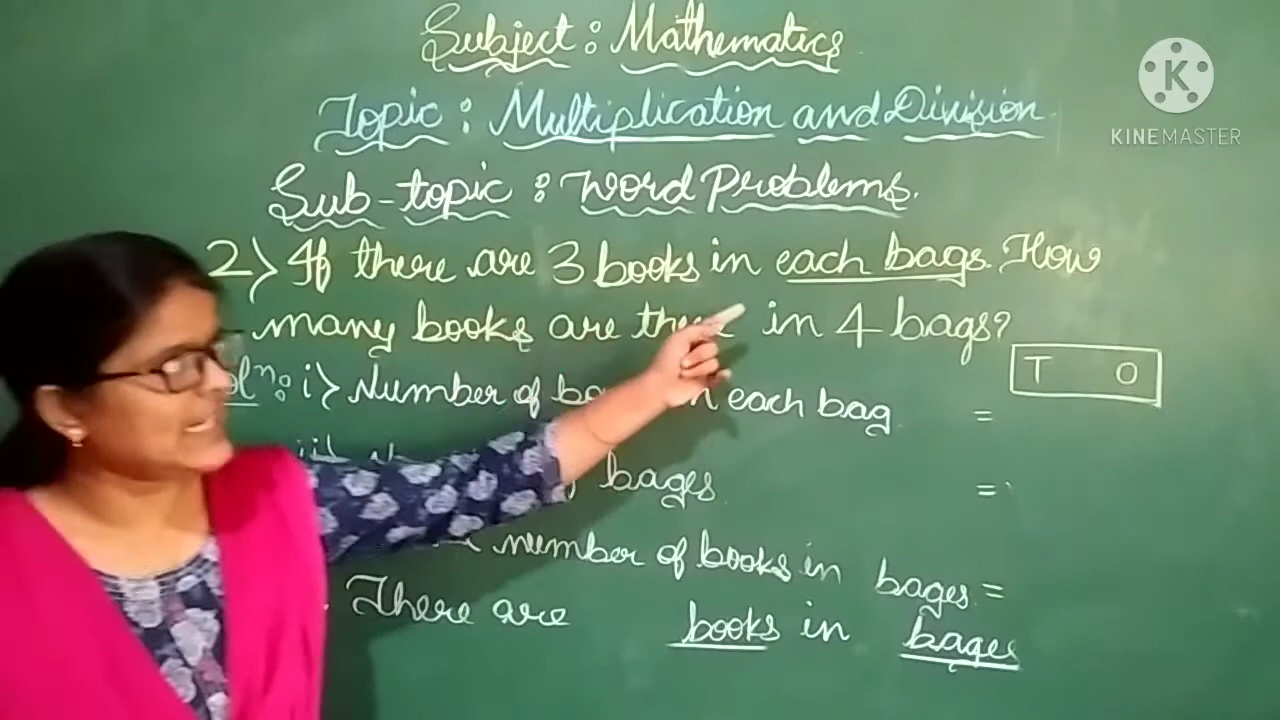 Subject : Mathematics
Topic : Multiplication and Division.
Sub-topic : Word Problems.
2) If there are 3 books in each bags. How
many books are there in 4 bags?
T O
i) Number of in each bag =
bages =
number of books in bages =
There are books in bages
K
KINEMASTER